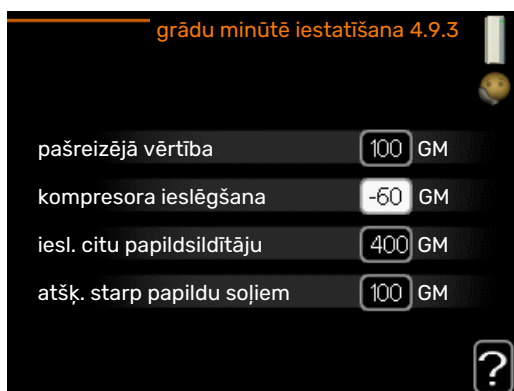 grādu minūtē iestatīšana 4.9.3
pašreizējā vērtība 100 GM
kompresora ieslēgšana -60 GM
iesl. citu papildsildītāju 400 GM
atšķ. starp papildu soļiem 100 GM
?